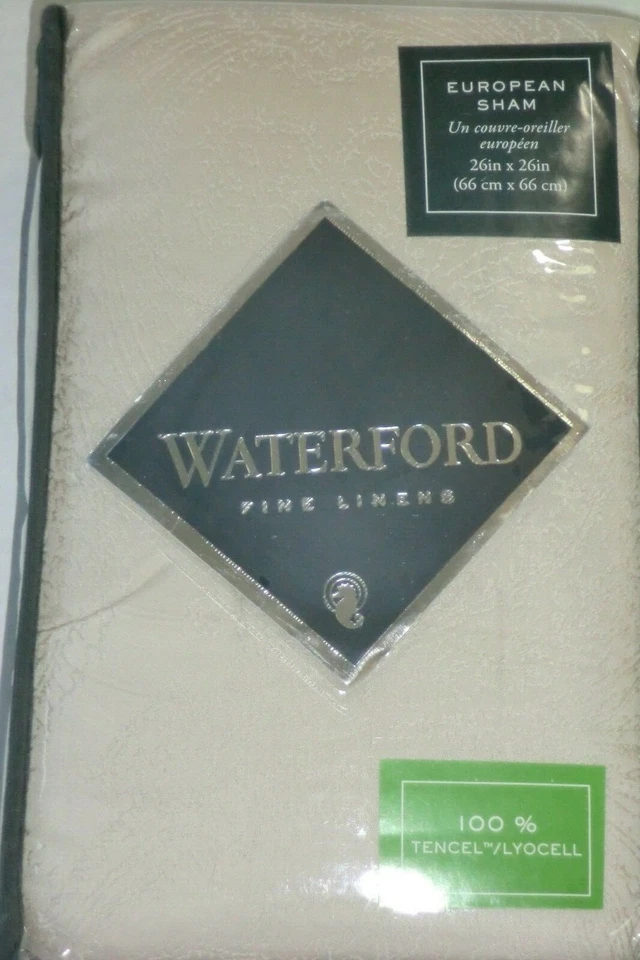 EUROPEAN
SHAM
Un couvre-oreiller
européen
26in x 26in
(66 cm x 66 cm)
WATERFORD
FINE LINENS
100 %
TENCEL™/LYOCELL